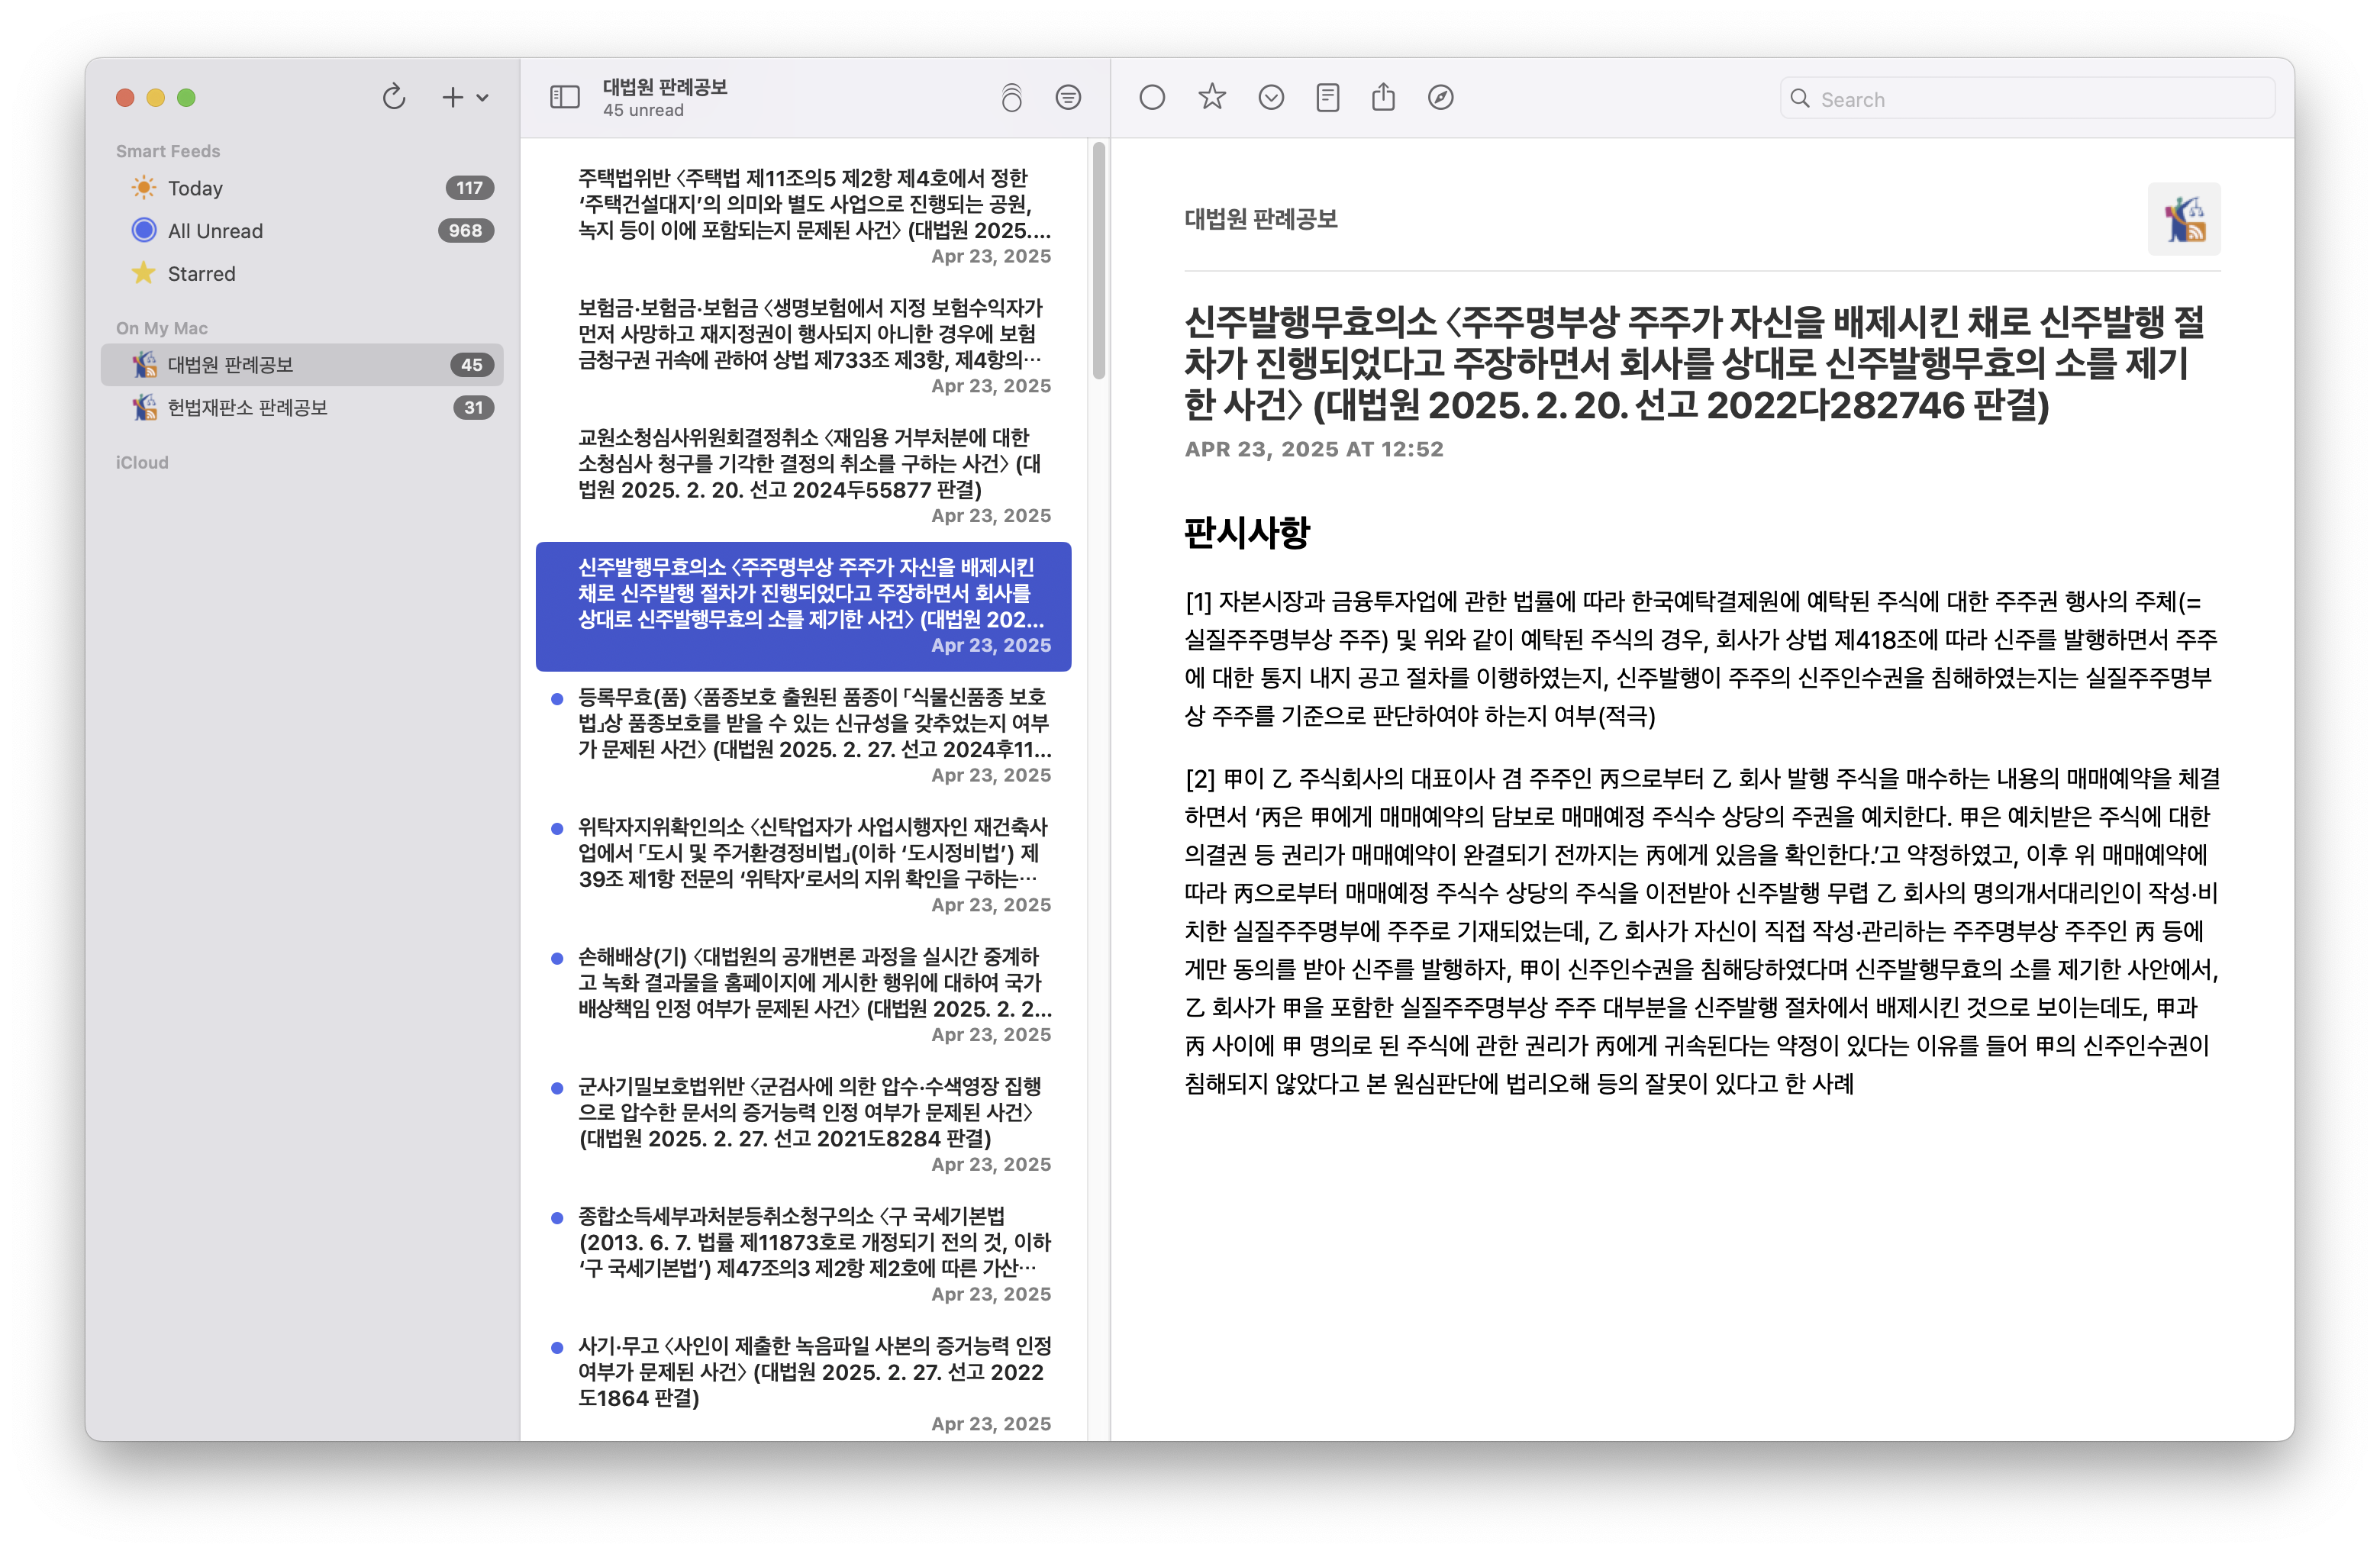 Smart Feeds
Today
117
All Unread
968
Starred
On My Mac
대법원 판례공보
45
헌법재판소 판례공보
31
iCloud
대법원 판례공보
45 unread
주택법위반 〈주택법 제11조의5 제2항 제4호에서 정한
‘주택건설대지’의 의미와 별도 사업으로 진행되는 공원,
녹지 등이 이에 포함되는지 문제된 사건〉 (대법원 2025....
Apr 23, 2025
보험금·보험금·보험금 〈생명보험에서 지정 보험수익자가
먼저 사망하고 재지정권이 행사되지 아니한 경우에 보험
금청구권 귀속에 관하여 상법 제733조 제3항, 제4항의…
Apr 23, 2025
교원소청심사위원회결정취소 〈재임용 거부처분에 대한
소청심사 청구를 기각한 결정의 취소를 구하는 사건〉 (대
법원 2025. 2. 20. 선고 2024두55877 판결)
Apr 23, 2025
신주발행무효의소 〈주주명부상 주주가 자신을 배제시킨
채로 신주발행 절차가 진행되었다고 주장하면서 회사를
상대로 신주발행무효의 소를 제기한 사건〉 (대법원 202...
Apr 23, 2025
등록무효(품) 〈품종보호 출원된 품종이 「식물신품종 보호
법」상 품종보호를 받을 수 있는 신규성을 갖추었는지 여부
가 문제된 사건〉 (대법원 2025. 2. 27. 선고 2024후11...
Apr 23, 2025
위탁자지위확인의소 〈신탁업자가 사업시행자인 재건축사
업에서 「도시 및 주거환경정비법」(이하 ‘도시정비법’) 제
39조 제1항 전문의 ‘위탁자’로서의 지위 확인을 구하는…
Apr 23, 2025
손해배상(기) 〈대법원의 공개변론 과정을 실시간 중계하
고 녹화 결과물을 홈페이지에 게시한 행위에 대하여 국가
배상책임 인정 여부가 문제된 사건〉 (대법원 2025. 2. 2...
Apr 23, 2025
군사기밀보호법위반 〈군검사에 의한 압수·수색영장 집행
으로 압수한 문서의 증거능력 인정 여부가 문제된 사건〉
(대법원 2025. 2. 27. 선고 2021도8284 판결)
Apr 23, 2025
종합소득세부과처분등취소청구의소 〈구 국세기본법
(2013. 6. 7. 법률 제11873호로 개정되기 전의 것, 이하
‘구 국세기본법’) 제47조의3 제2항 제2호에 따른 가산…
Apr 23, 2025
사기·무고 〈사인이 제출한 녹음파일 사본의 증거능력 인정
여부가 문제된 사건〉 (대법원 2025. 2. 27. 선고 2022
도1864 판결)
Apr 23, 2025
Search
대법원 판례공보
신주발행무효의소 〈주주명부상 주주가 자신을 배제시킨 채로 신주발행 절
차가 진행되었다고 주장하면서 회사를 상대로 신주발행무효의 소를 제기
한 사건〉 (대법원 2025. 2. 20. 선고 2022다282746 판결)
APR 23, 2025 AT 12:52
판시사항
[1] 자본시장과 금융투자업에 관한 법률에 따라 한국예탁결제원에 예탁된 주식에 대한 주주권 행사의 주체(=
실질주주명부상 주주) 및 위와 같이 예탁된 주식의 경우, 회사가 상법 제418조에 따라 신주를 발행하면서 주주
에 대한 통지 내지 공고 절차를 이행하였는지, 신주발행이 주주의 신주인수권을 침해하였는지는 실질주주명부
상 주주를 기준으로 판단하여야 하는지 여부(적극)
[2] 甲이 乙 주식회사의 대표이사 겸 주주인 丙으로부터 乙 회사 발행 주식을 매수하는 내용의 매매예약을 체결
하면서 ‘丙은 甲에게 매매예약의 담보로 매매예정 주식수 상당의 주권을 예치한다. 甲은 예치받은 주식에 대한
의결권 등 권리가 매매예약이 완결되기 전까지는 丙에게 있음을 확인한다.’고 약정하였고, 이후 위 매매예약에
따라 丙으로부터 매매예정 주식수 상당의 주식을 이전받아 신주발행 무렵 乙 회사의 명의개서대리인이 작성·비
치한 실질주주명부에 주주로 기재되었는데, 乙 회사가 자신이 직접 작성·관리하는 주주명부상 주주인 丙 등에
게만 동의를 받아 신주를 발행하자, 甲이 신주인수권을 침해당하였다며 신주발행무효의 소를 제기한 사안에서,
乙 회사가 甲을 포함한 실질주주명부상 주주 대부분을 신주발행 절차에서 배제시킨 것으로 보이는데도, 甲과
丙 사이에 甲 명의로 된 주식에 관한 권리가 丙에게 귀속된다는 약정이 있다는 이유를 들어 甲의 신주인수권이
침해되지 않았다고 본 원심판단에 법리오해 등의 잘못이 있다고 한 사례